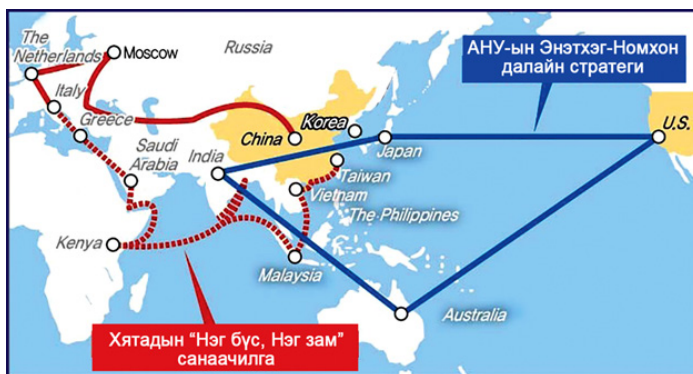 The
Netherlands
Moscow
Russia
АНУ-ын Энэтхэг-Номхон
далайн стратеги
Italy
Greece
Saudi
Arabia
India
China
Korea
Japan
U.S.
Taiwan
Vietnam
The Philippines
Kenya
Malaysia
Australia
Хятадын “Нэг бүс, Нэг зам”
санаачилга